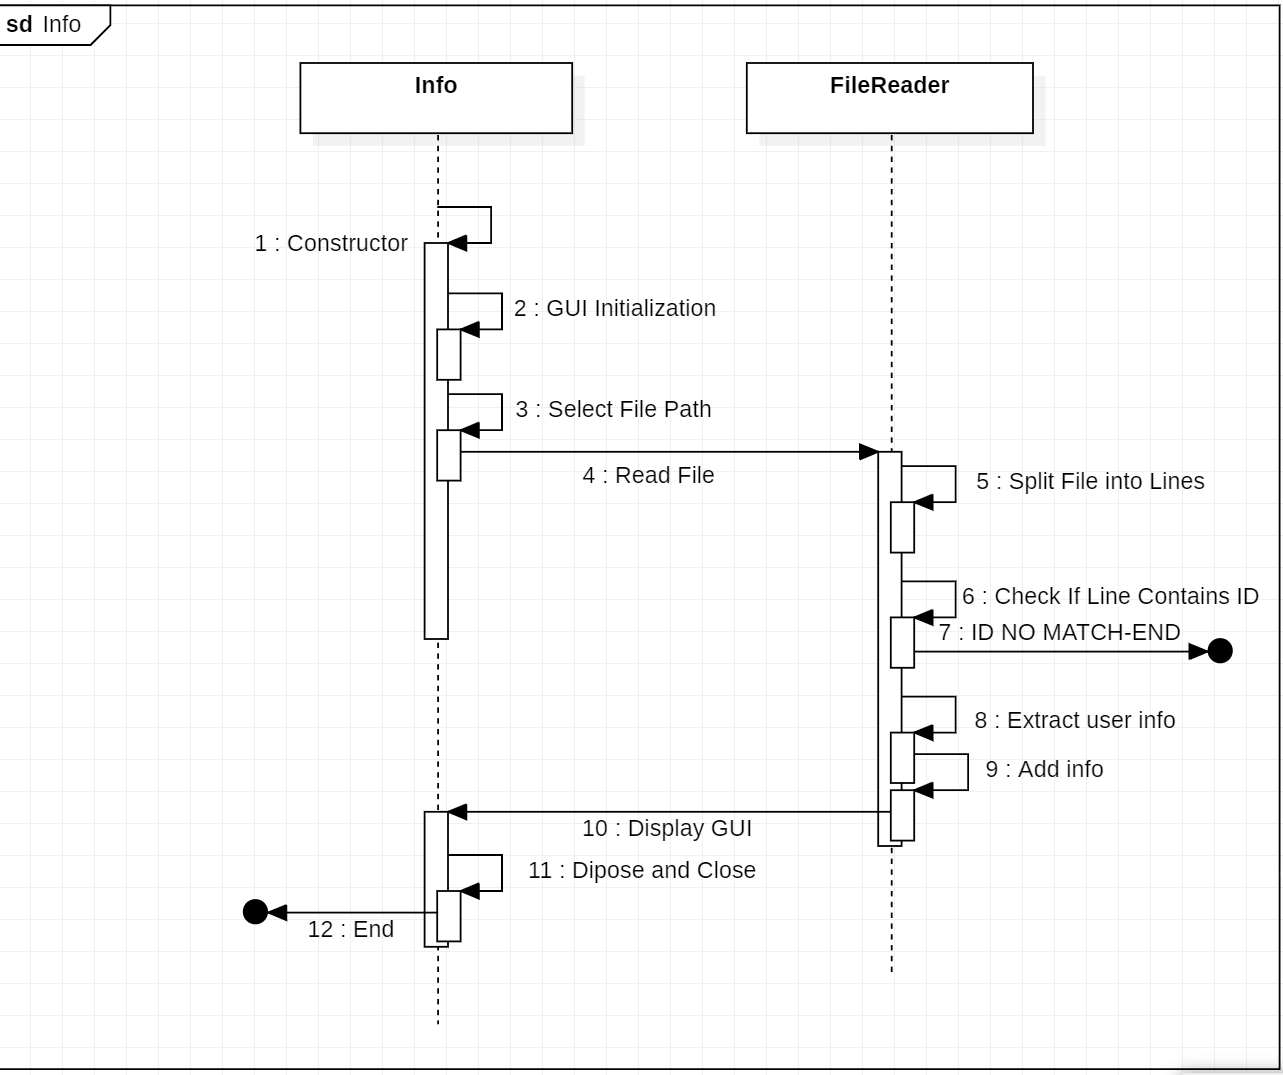 sd Info
Info
FileReader
1 : Constructor
2 : GUI Initialization
3 : Select File Path
4 : Read File
5 : Split File into Lines
6 : Check If Line Contains ID
7 : ID NO MATCH-END
8 : Extract user info
9 : Add info
10 : Display GUI
11 : Dipose and Close
12 : End